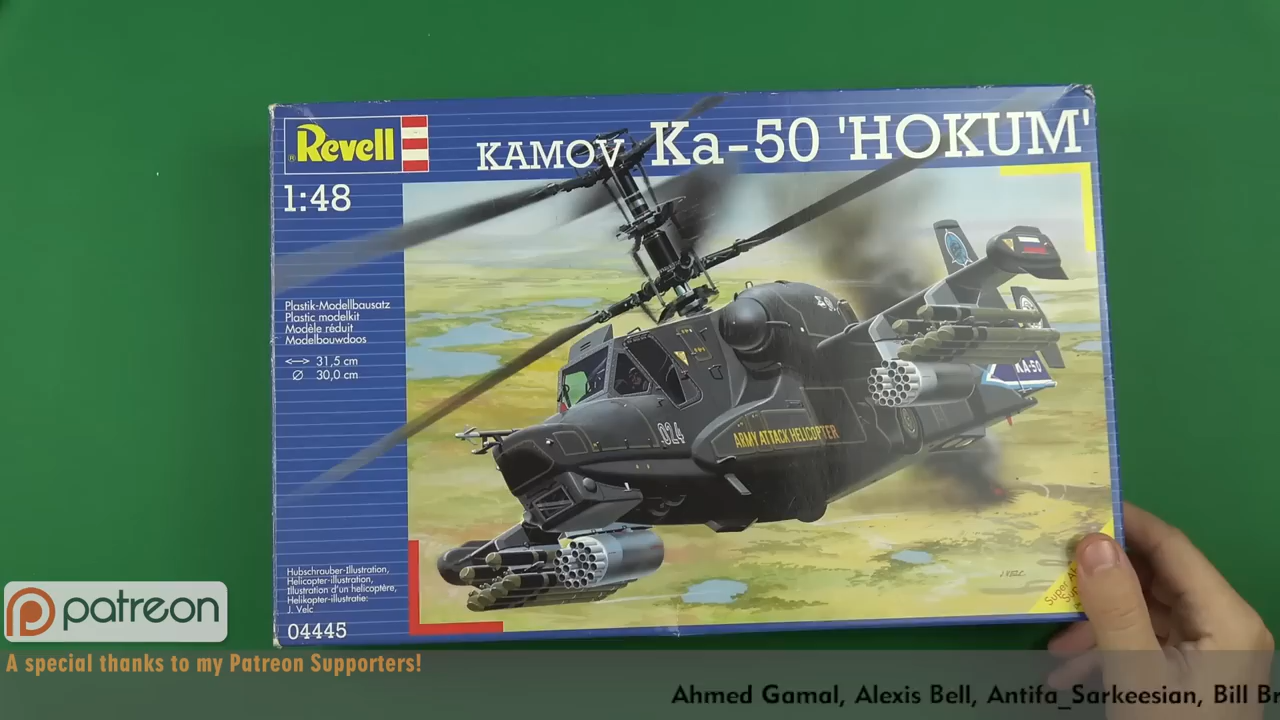 Revell
KAMOV Ka-50 'HOKUM'
1:48
Plastik-Modellbausatz
Plastic modelkit
Modèle réduit
Modelbouwdoos
31,5 cm
Ø 30,0 cm
024
ARMY ATTACK HELICOPTER
KA-50
Hubschrauber-Illustration,
Helicopter-illustration,
Illustration d'un helicoptère,
Helikopter-illustratie:
J. Velc
04445
patreon
A special thanks to my Patreon Supporters!
Ahmed Gamal, Alexis Bell, Antifa_Sarkeesian, Bill